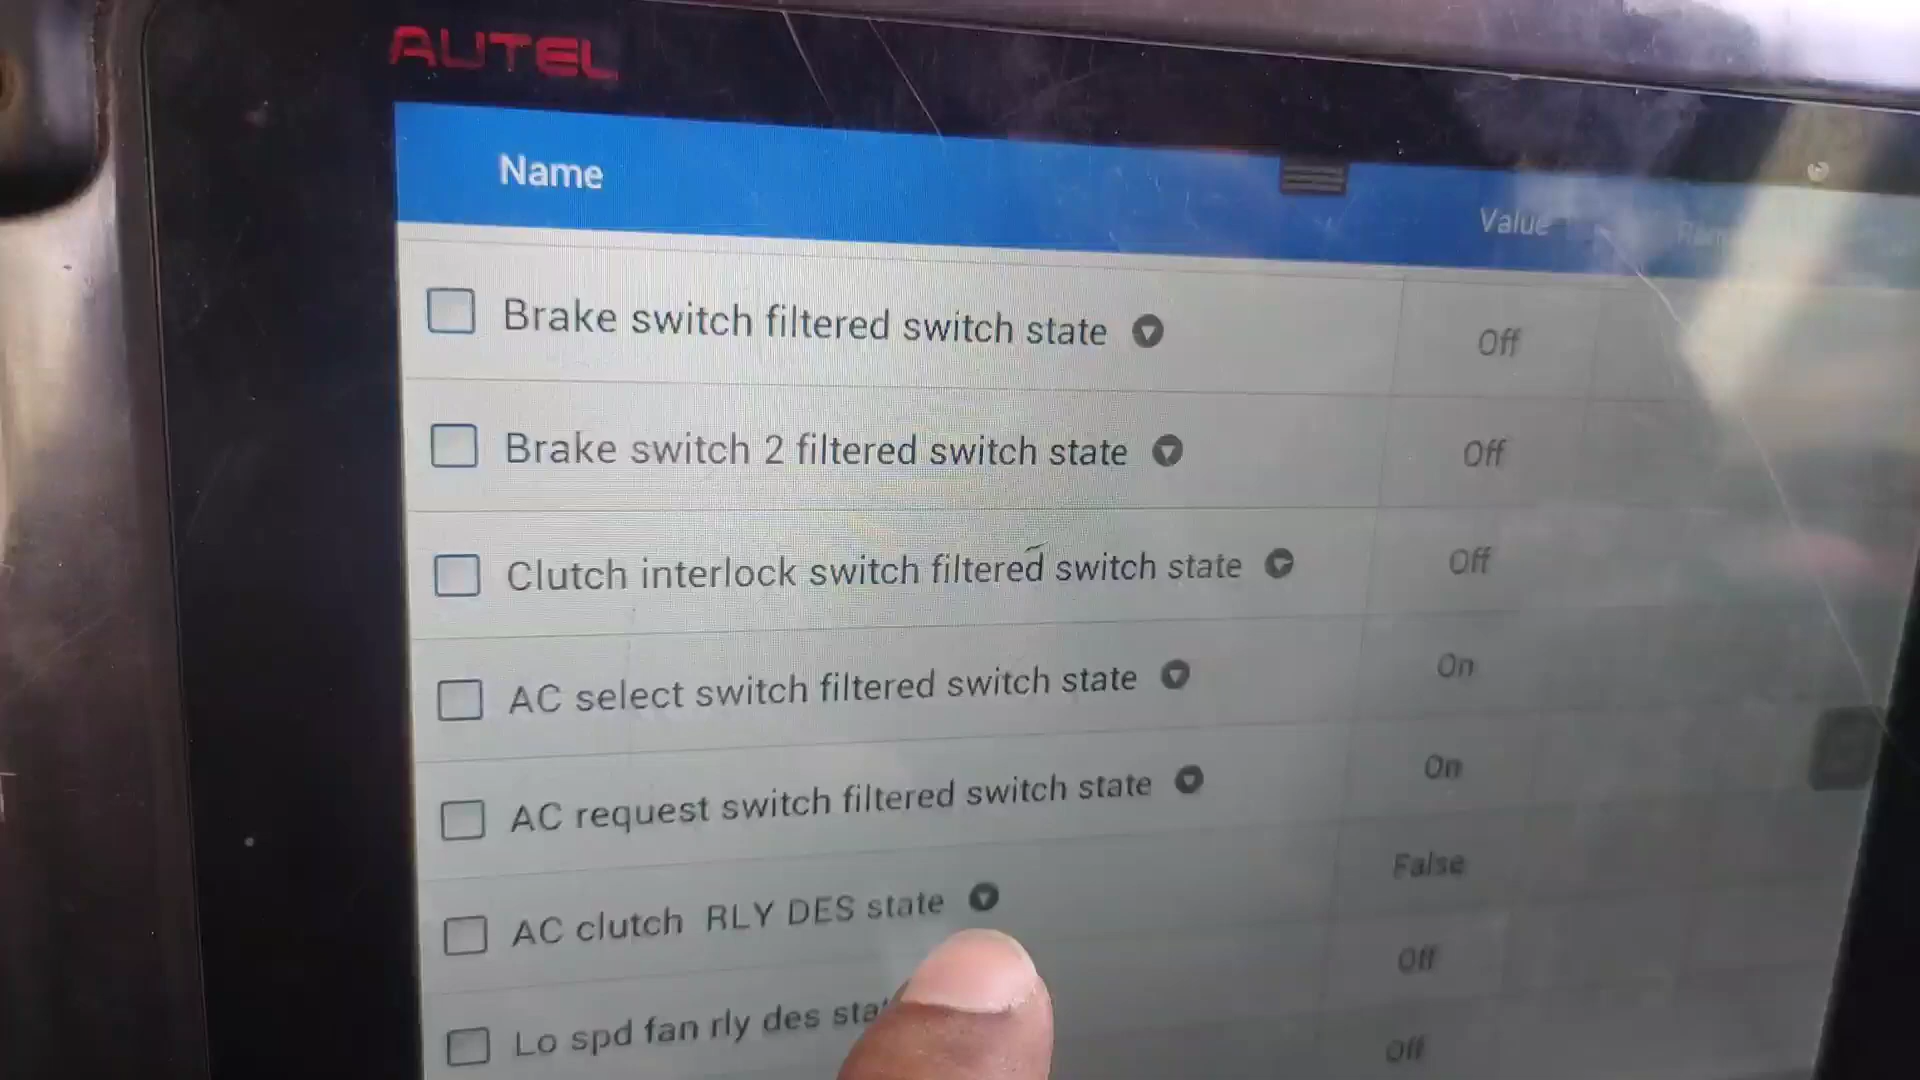 AUTEL
Name
Value
Brake switch filtered switch state
Off
Brake switch 2 filtered switch state
Off
Clutch interlock switch filtered switch state
Off
AC select switch filtered switch state
On
AC request switch filtered switch state
On
AC clutch RLY DES state
False
Lo spd fan rly des
Off
Off